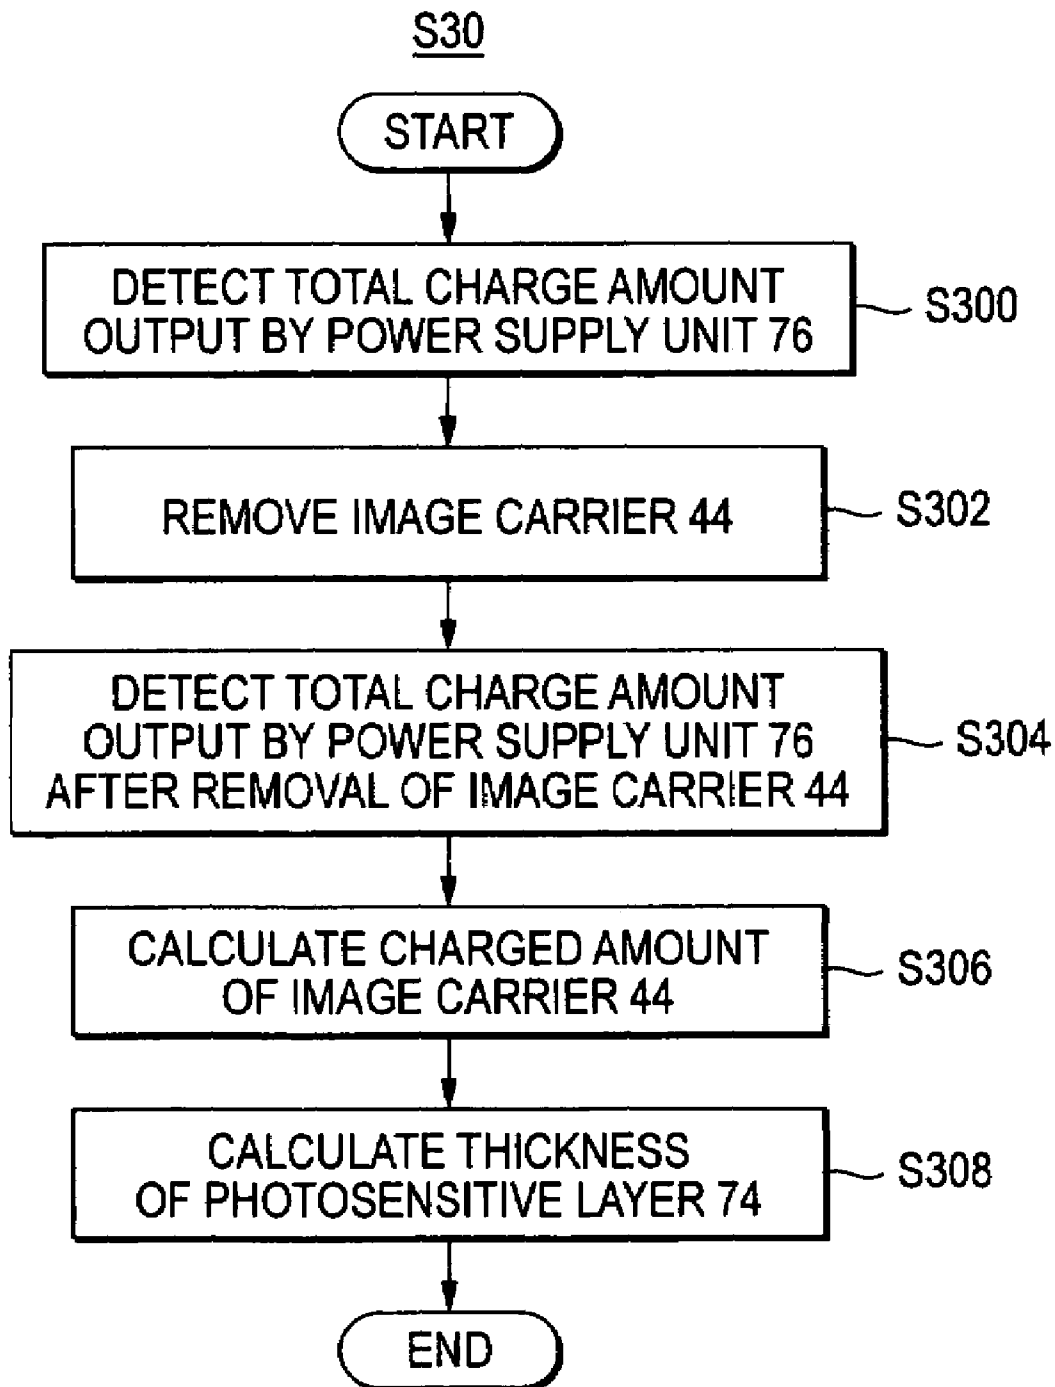 S30
START
DETECT TOTAL CHARGE AMOUNT
OUTPUT BY POWER SUPPLY UNIT 76
S300
REMOVE IMAGE CARRIER 44
S302
DETECT TOTAL CHARGE AMOUNT
OUTPUT BY POWER SUPPLY UNIT 76
AFTER REMOVAL OF IMAGE CARRIER 44
S304
CALCULATE CHARGED AMOUNT
OF IMAGE CARRIER 44
S306
CALCULATE THICKNESS
OF PHOTOSENSITIVE LAYER 74
S308
END